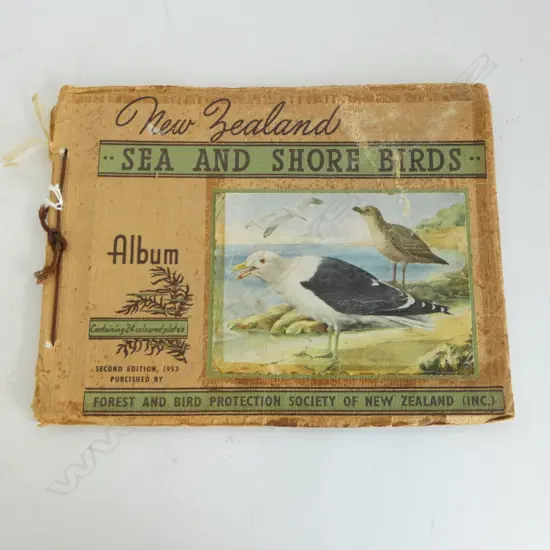 New Zealand
SEA AND SHORE BIRDS
Album
Containing 24 coloured plates
SECOND EDITION, 1953
PUBLISHED BY
FOREST AND BIRD PROTECTION SOCIETY OF NEW ZEALAND (INC.)